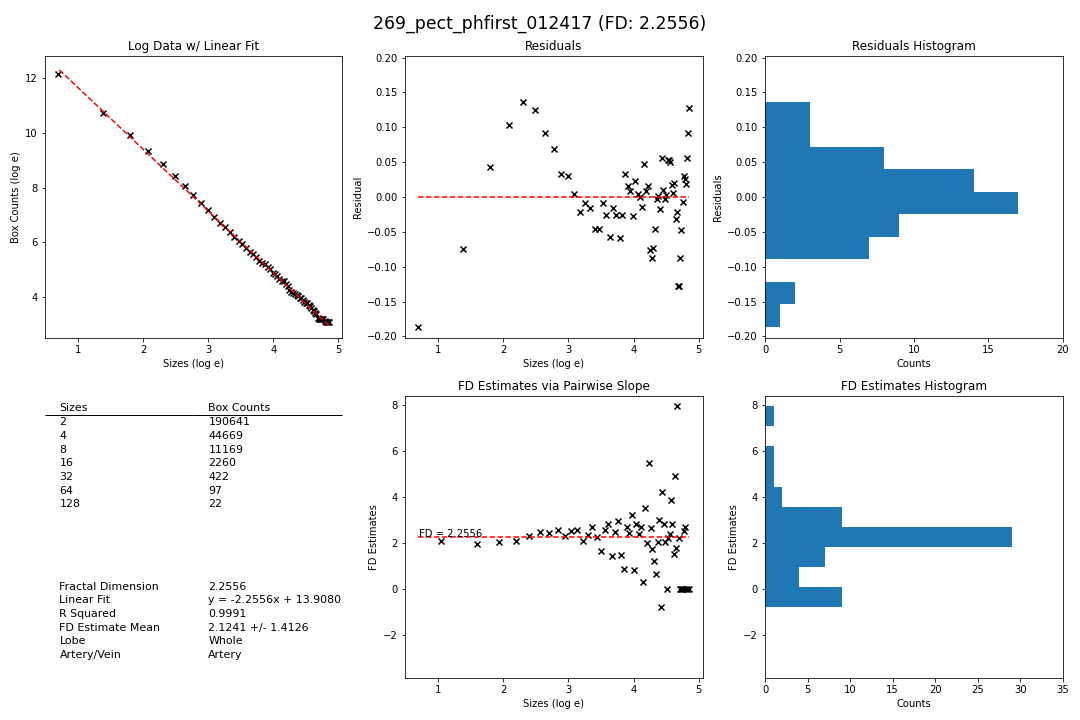 269_pect_phfirst_012417 (FD: 2.2556)
Log Data w/ Linear Fit
Box Counts (log e)
12
10
8
6
4
1 2 3 4 5
Sizes (log e)
Residuals
Residual
0.20
0.15
0.10
0.05
0.00
−0.05
−0.10
−0.15
−0.20
1 2 3 4 5
Sizes (log e)
Residuals Histogram
Residuals
0.20
0.15
0.10
0.05
0.00
−0.05
−0.10
−0.15
−0.20
0 5 10 15 20
Counts
Sizes Box Counts
2 190641
4 44669
8 11169
16 2260
32 422
64 97
128 22
Fractal Dimension 2.2556
Linear Fit y = -2.2556x + 13.9080
R Squared 0.9991
FD Estimate Mean 2.1241 +/- 1.4126
Lobe Whole
Artery/Vein Artery
FD Estimates via Pairwise Slope
FD Estimates
8
6
4
2
0
−2
FD = 2.2556
1 2 3 4 5
Sizes (log e)
FD Estimates Histogram
FD Estimates
8
6
4
2
0
−2
0 5 10 15 20 25 30 35
Counts